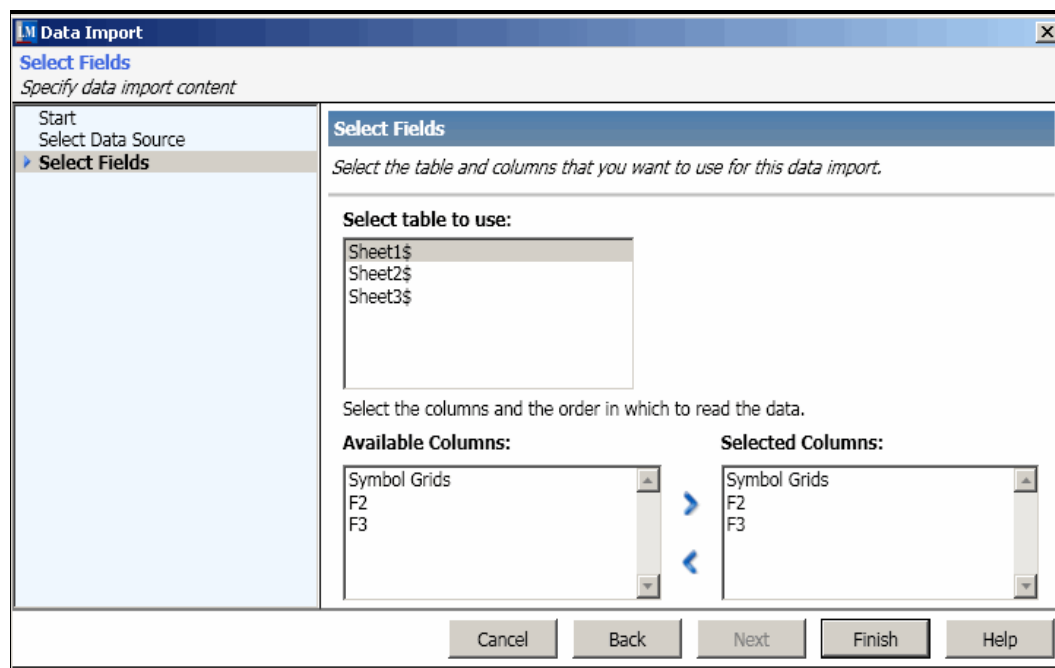 LM Data Import
Select Fields
Specify data import content
Start
Select Data Source
Select Fields
Select Fields
Select the table and columns that you want to use for this data import.
Select table to use:
Sheet1$
Sheet2$
Sheet3$
Select the columns and the order in which to read the data.
Available Columns:
Symbol Grids
F2
F3
Selected Columns:
Symbol Grids
F2
F3
Cancel Back Next Finish Help